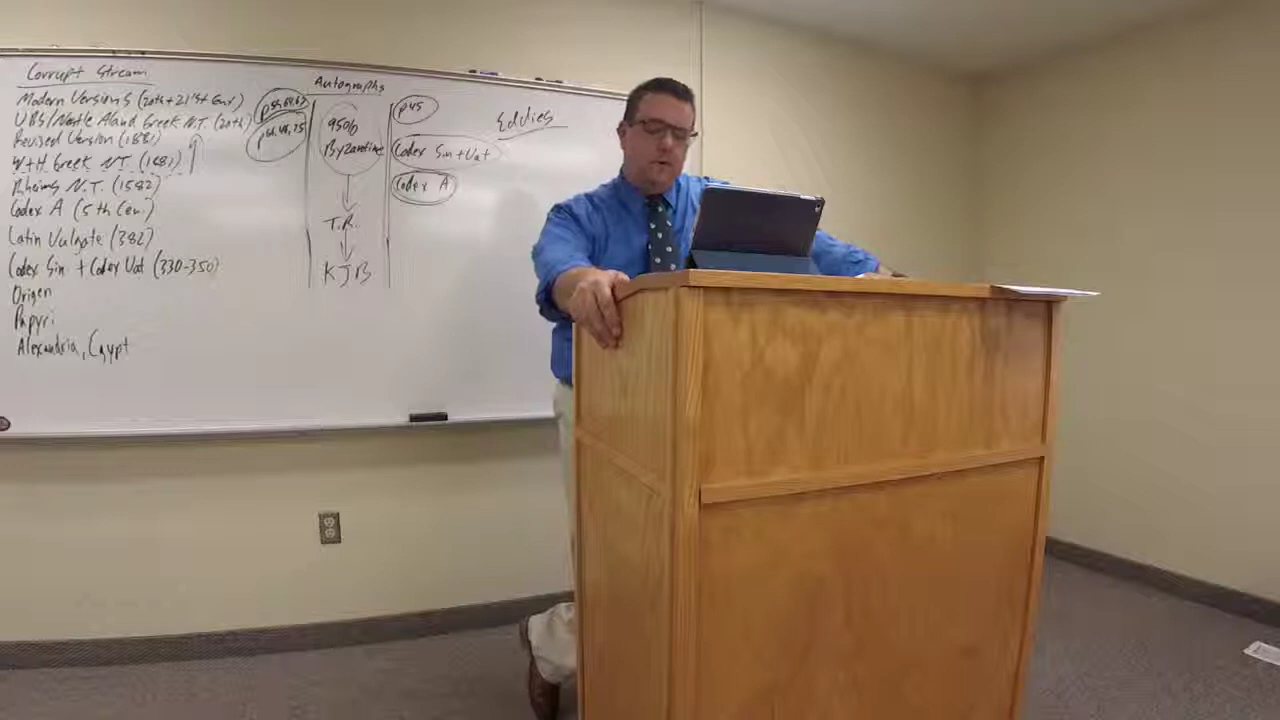 Corrupt Stream
Modern Versions (20th + 21st Cen.)
UBS/Nestle Aland Greek N.T. (20th)
Revised Version (1881)
W+H Greek N.T. (1881)
Rheims N.T. (1582)
Codex A (5th Cen.)
Latin Vulgate (382)
Codex Sin + Codex Vat (330-350)
Origen
Papyri
Alexandria, Egypt
Autographs
95%
Byzantine
T.R.
KJB
P45
Codex Sin + Vat
Codex A
Eddies